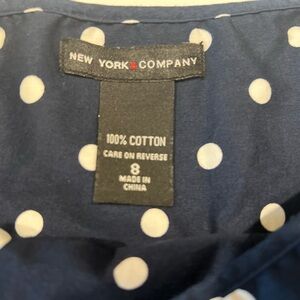 NEW YORK & COMPANY
100% COTTON
CARE ON REVERSE
8
MADE IN
CHINA